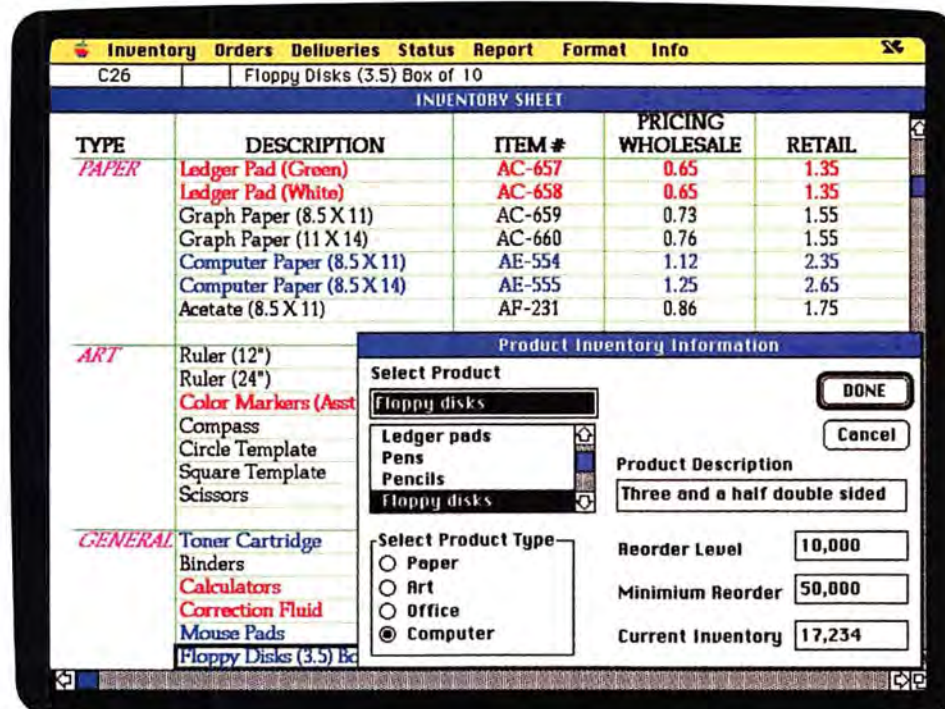 Inventory Orders Deliveries Status Report Format Info
C26 Floppy Disks (3.5) Box of 10
INVENTORY SHEET
PRICING
TYPE DESCRIPTION ITEM # WHOLESALE RETAIL
PAPER Ledger Pad (Green) AC-657 0.65 1.35
Ledger Pad (White) AC-658 0.65 1.35
Graph Paper (8.5 X 11) AC-659 0.73 1.55
Graph Paper (11 X 14) AC-660 0.76 1.55
Computer Paper (8.5 X 11) AE-554 1.12 2.35
Computer Paper (8.5 X 14) AE-555 1.25 2.65
Acetate (8.5 X 11) AF-231 0.86 1.75
ART Ruler (12")
Ruler (24")
Color Markers (Asst
Compass
Circle Template
Square Template
Scissors
GENERAL Toner Cartridge
Binders
Calculators
Correction Fluid
Mouse Pads
Floppy Disks (3.5) Bo
Product Inventory Information
Select Product
Floppy disks
Ledger pads
Pens
Pencils
Floppy disks
DONE
Cancel
Product Description
Three and a half double sided
Select Product Type
Paper
Art
Office
Computer
Reorder Level 10,000
Minimium Reorder 50,000
Current Inventory 17,234